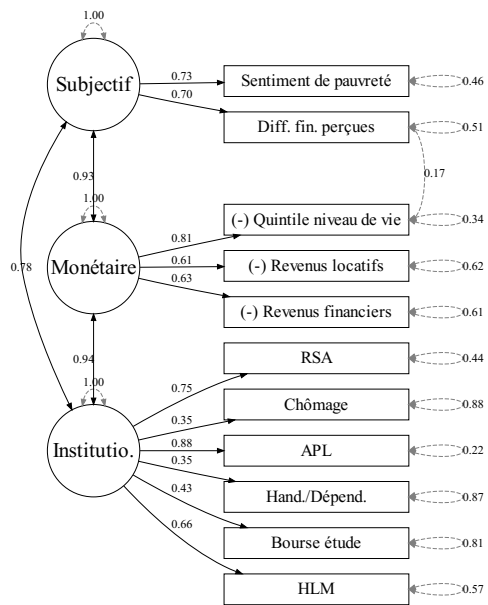 1.00
Subjectif
0.73
Sentiment de pauvreté
0.46
0.70
Diff. fin. perçues
0.51
0.17
0.93
1.00
0.81
(-) Quintile niveau de vie
0.34
0.78
Monétaire
0.61
(-) Revenus locatifs
0.62
0.63
(-) Revenus financiers
0.61
0.94
RSA
0.44
1.00
0.75
Chômage
0.88
0.35
Institutio.
0.88
APL
0.22
0.35
Hand./Dépend.
0.87
0.43
Bourse étude
0.81
0.66
HLM
0.57